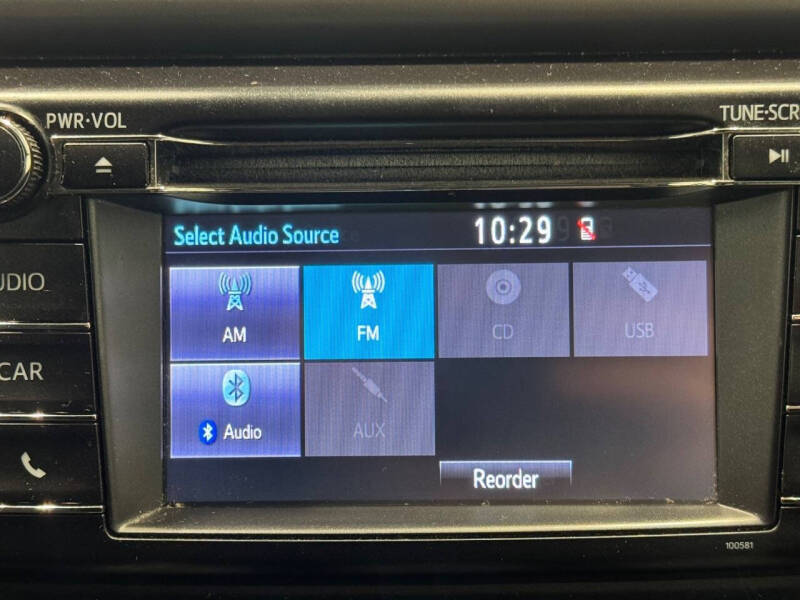 PWR·VOL
TUNE·SCR
Select Audio Source
10:29
UDIO
AM
FM
CD
USB
CAR
Audio
AUX
Reorder
100581